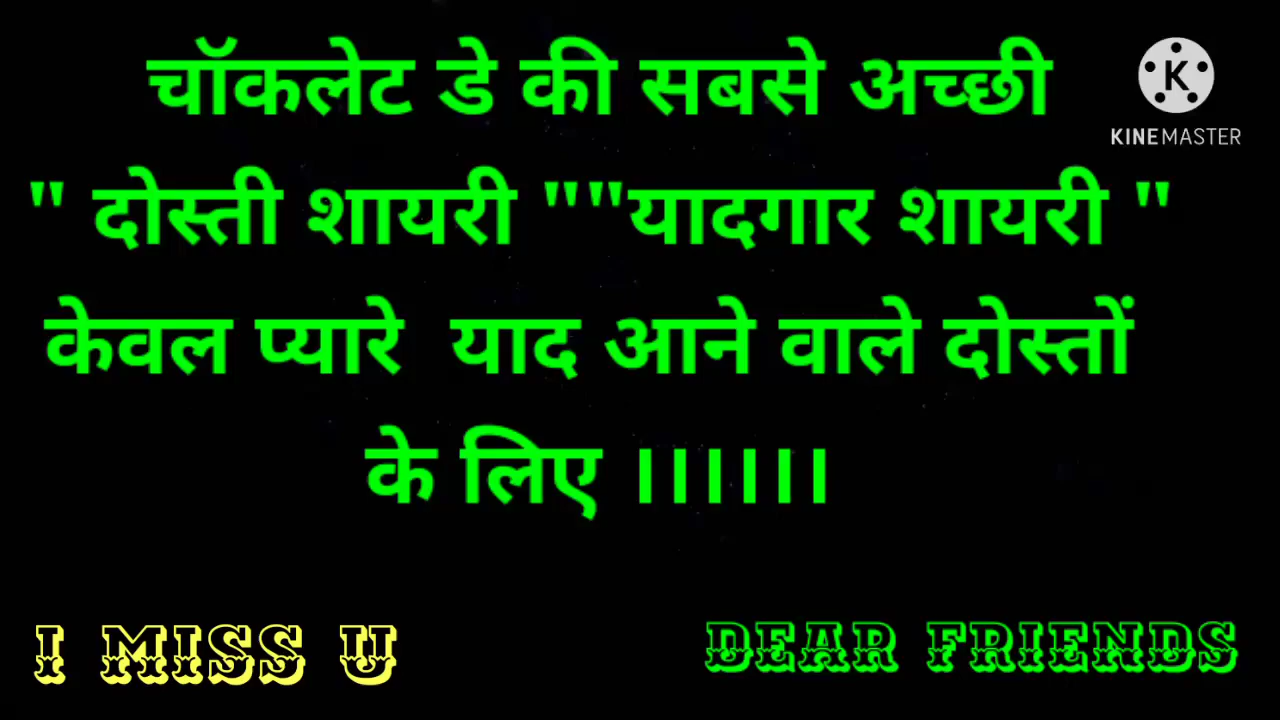 चॉकलेट डे की सबसे अच्छी
" दोस्ती शायरी ""यादगार शायरी "
केवल प्यारे  याद आने वाले दोस्तों
के लिए ।।।।।।
K
KINEMASTER
I MISS U
DEAR FRIENDS